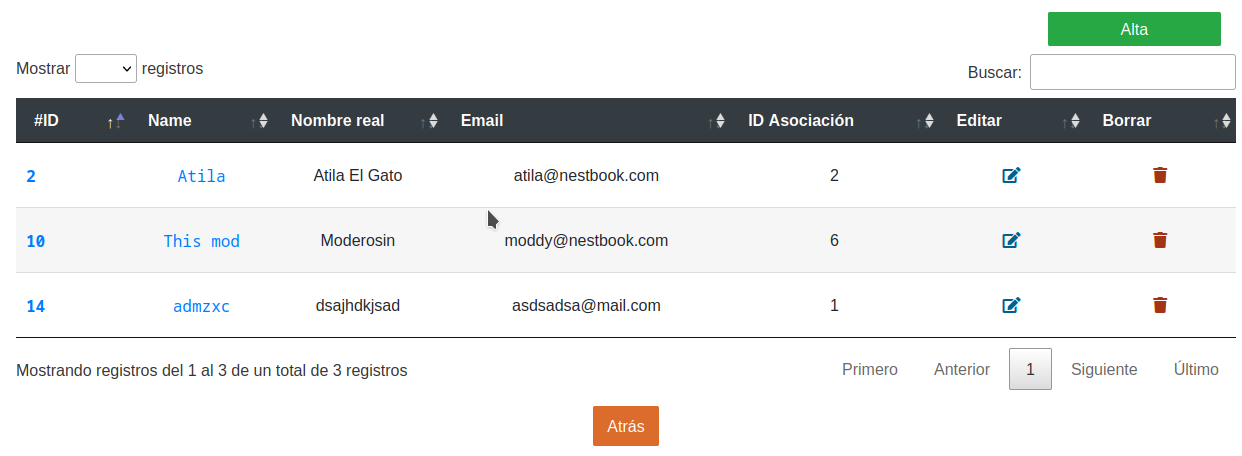 Alta
Mostrar registros
Buscar:
#ID Name Nombre real Email ID Asociación Editar Borrar
2 Atila Atila El Gato atila@nestbook.com 2
10 This mod Moderosin moddy@nestbook.com 6
14 admzxc dsajhdkjsad asdsadsa@mail.com 1
Mostrando registros del 1 al 3 de un total de 3 registros
Primero Anterior 1 Siguiente Último
Atrás